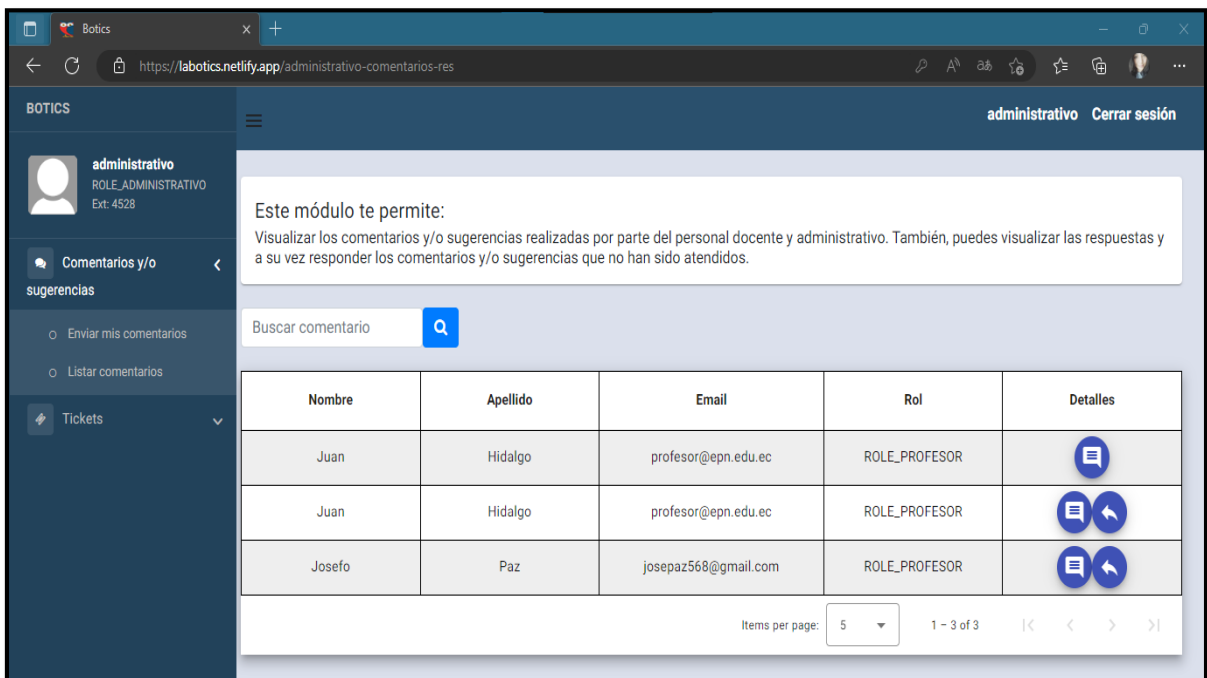 Botics
https://labotics.netlify.app/administrativo-comentarios-res
BOTICS
administrativo Cerrar sesión
administrativo
ROLE_ADMINISTRATIVO
Ext: 4528
Comentarios y/o
sugerencias
Enviar mis comentarios
Listar comentarios
Tickets
Este módulo te permite:
Visualizar los comentarios y/o sugerencias realizadas por parte del personal docente y administrativo. También, puedes visualizar las respuestas y
a su vez responder los comentarios y/o sugerencias que no han sido atendidos.
Buscar comentario
Nombre Apellido Email Rol Detalles
Juan Hidalgo profesor@epn.edu.ec ROLE_PROFESOR
Juan Hidalgo profesor@epn.edu.ec ROLE_PROFESOR
Josefo Paz josepaz568@gmail.com ROLE_PROFESOR
Items per page: 5 1 – 3 of 3